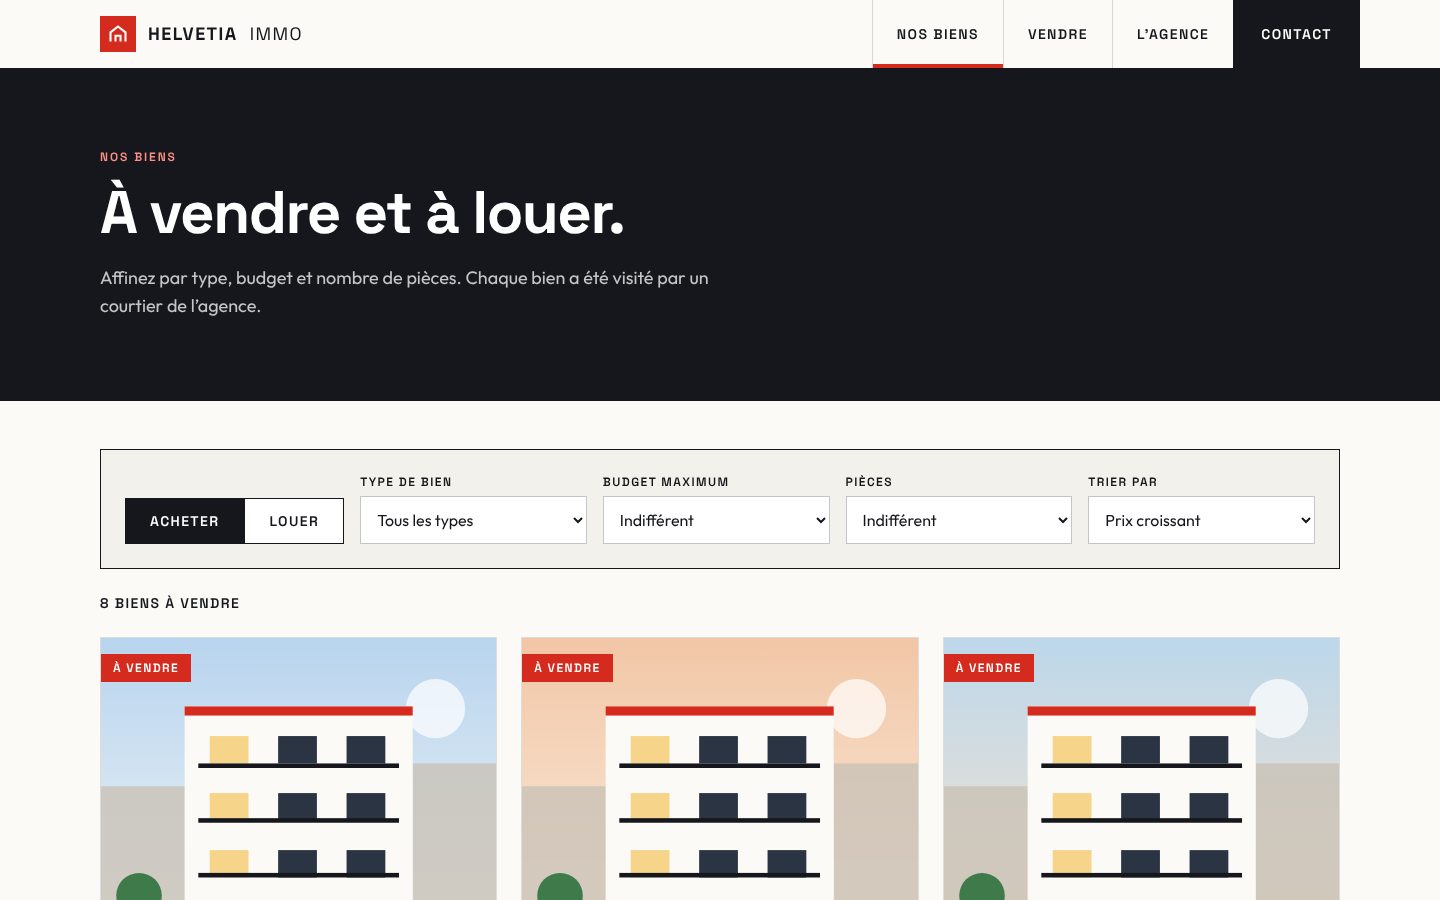 HELVETIA IMMO
NOS BIENS
VENDRE
L’AGENCE
CONTACT
NOS BIENS
À vendre et à louer.
Affinez par type, budget et nombre de pièces. Chaque bien a été visité par un
courtier de l’agence.
ACHETER
LOUER
TYPE DE BIEN
Tous les types
BUDGET MAXIMUM
Indifférent
PIÈCES
Indifférent
TRIER PAR
Prix croissant
8 BIENS À VENDRE
À VENDRE
À VENDRE
À VENDRE